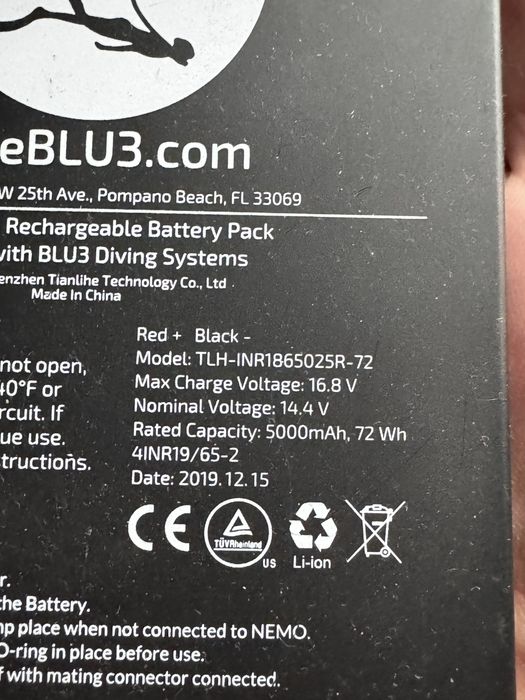 eBLU3.com
W 25th Ave., Pompano Beach, FL 33069
Rechargeable Battery Pack
with BLU3 Diving Systems
enzhen Tianlihe Technology Co., Ltd
Made In China
Red + Black -
Model: TLH-INR1865025R-72
Max Charge Voltage: 16.8 V
Nominal Voltage: 14.4 V
Rated Capacity: 5000mAh, 72 Wh
4INR19/65-2
Date: 2019.12.15
not open,
40°F or
rcuit. If
ue use.
tructions.
CE
TÜVRheinland
US
Li-ion
r.
the Battery.
mp place when not connected to NEMO.
O-ring in place before use.
f with mating connector connected.